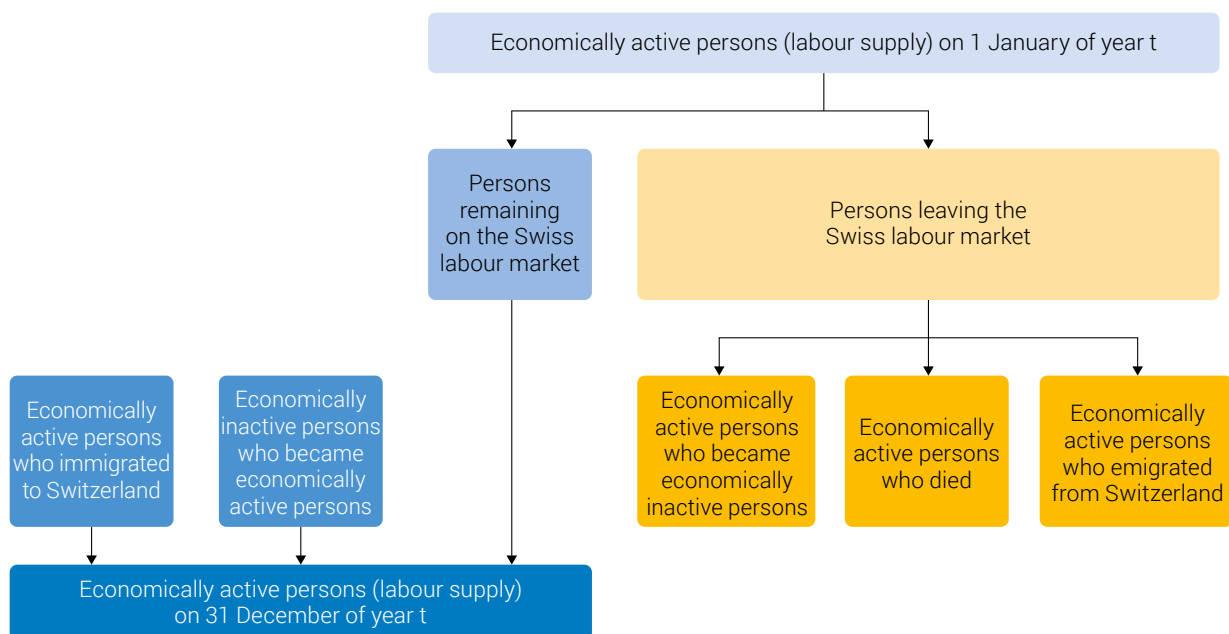 Economically active persons (labour supply) on 1 January of year t
Persons
remaining
on the Swiss
labour market
Persons leaving the
Swiss labour market
Economically
active persons
who immigrated
to Switzerland
Economically
inactive persons
who became
economically
active persons
Economically
active persons
who became
economically
inactive persons
Economically
active persons
who died
Economically
active persons
who emigrated
from Switzerland
Economically active persons (labour supply)
on 31 December of year t